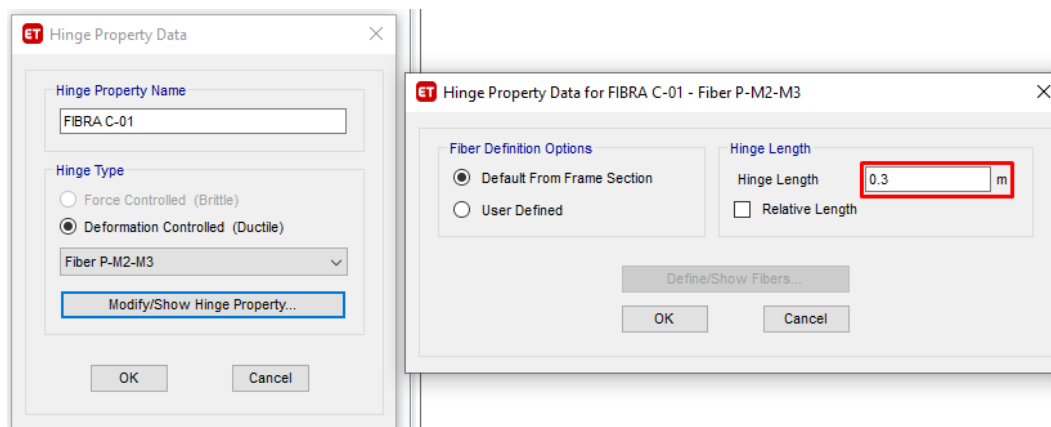 ET Hinge Property Data
Hinge Property Name
FIBRA C-01
Hinge Type
Force Controlled (Brittle)
Deformation Controlled (Ductile)
Fiber P-M2-M3
Modify/Show Hinge Property...
OK Cancel
ET Hinge Property Data for FIBRA C-01 - Fiber P-M2-M3
Fiber Definition Options
Default From Frame Section
User Defined
Hinge Length
Hinge Length 0.3 m
Relative Length
Define/Show Fibers...
OK Cancel